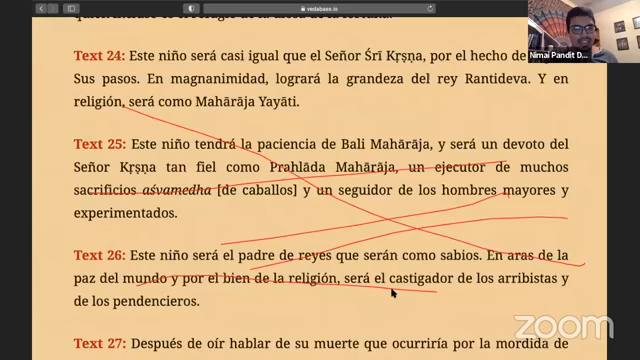 vedabase.io
Text 24: Este niño será casi igual que el Señor Śrī Kṛṣṇa, por el hecho de
Sus pasos. En magnanimidad, logrará la grandeza del rey Rantideva. Y en
religión, será como Mahārāja Yayāti.
Text 25: Este niño tendrá la paciencia de Bali Mahārāja, y será un devoto del
Señor Kṛṣṇa tan fiel como Prahlāda Mahārāja, un ejecutor de muchos
sacrificios aśvamedha [de caballos] y un seguidor de los hombres mayores y
experimentados.
Text 26: Este niño será el padre de reyes que serán como sabios. En aras de la
paz del mundo y por el bien de la religión, será el castigador de los arribistas y
de los pendencieros.
Text 27: Después de oír hablar de su muerte que ocurriría por la mordida de
Nimai Pandit D...
zoom